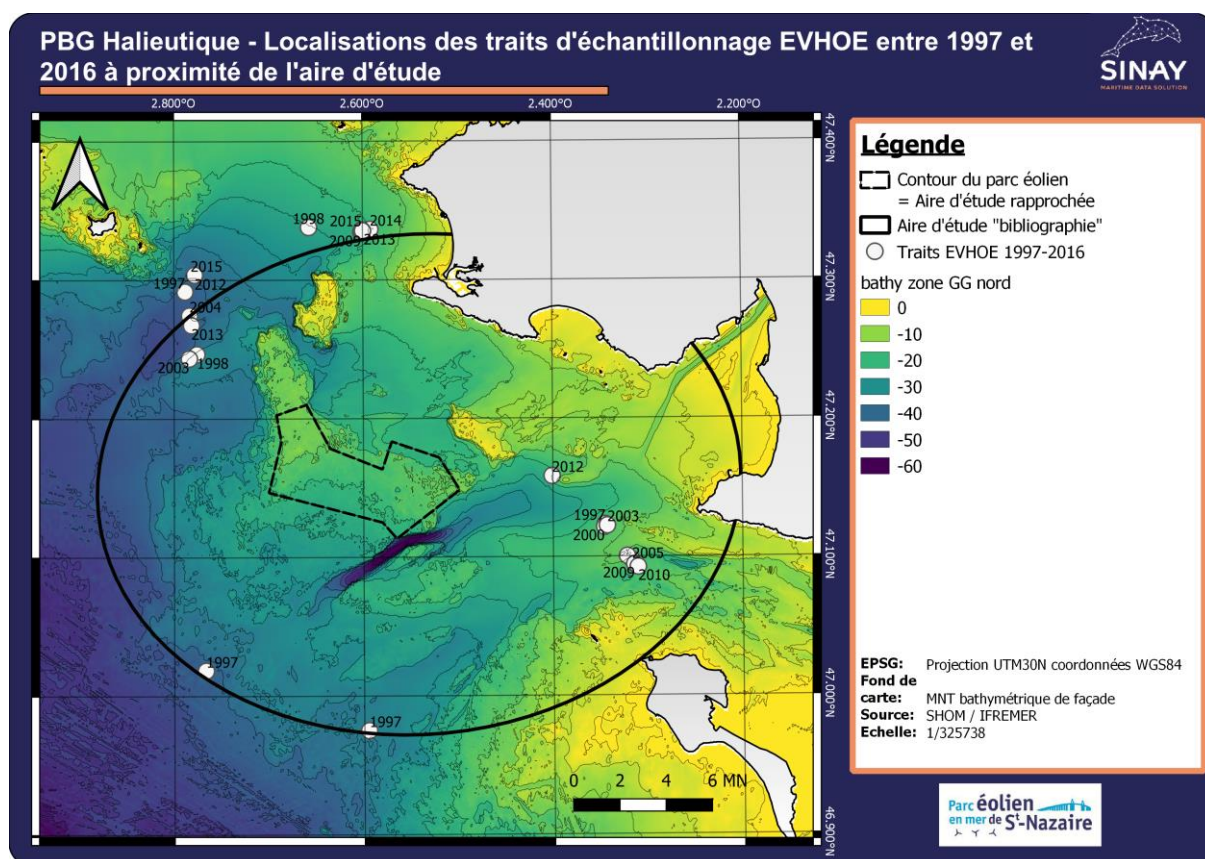 PBG Halieutique - Localisations des traits d'échantillonnage EVHOE entre 1997 et
2016 à proximité de l'aire d'étude
SINAY
MARITIME DATA SOLUTION
2.800°O 2.600°O 2.400°O 2.200°O
47.400°N
47.300°N
47.200°N
47.100°N
47.000°N
46.900°N
1998
2015
2014
2009
2013
2015
1997
2012
2004
2013
2003
1998
2012
1997
2003
2000
2005
2009
2010
1997
1997
0 2 4 6 MN
Légende
Contour du parc éolien
= Aire d'étude rapprochée
Aire d'étude "bibliographie"
Traits EVHOE 1997-2016
bathy zone GG nord
0
-10
-20
-30
-40
-50
-60
EPSG: Projection UTM30N coordonnées WGS84
Fond de
carte: MNT bathymétrique de façade
Source: SHOM / IFREMER
Echelle: 1/325738
Parc éolien
en mer de St-Nazaire